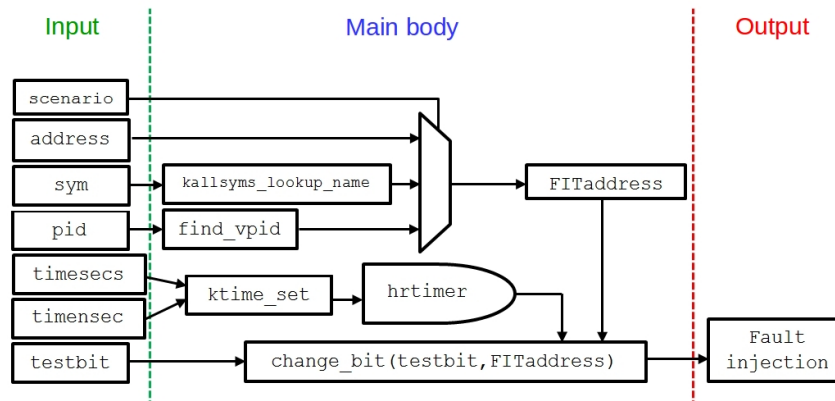 Input
Main body
Output
scenario
address
sym
kallsyms_lookup_name
FITaddress
pid
find_vpid
timesecs
ktime_set
hrtimer
timensec
testbit
change_bit(testbit,FITaddress)
Fault
injection